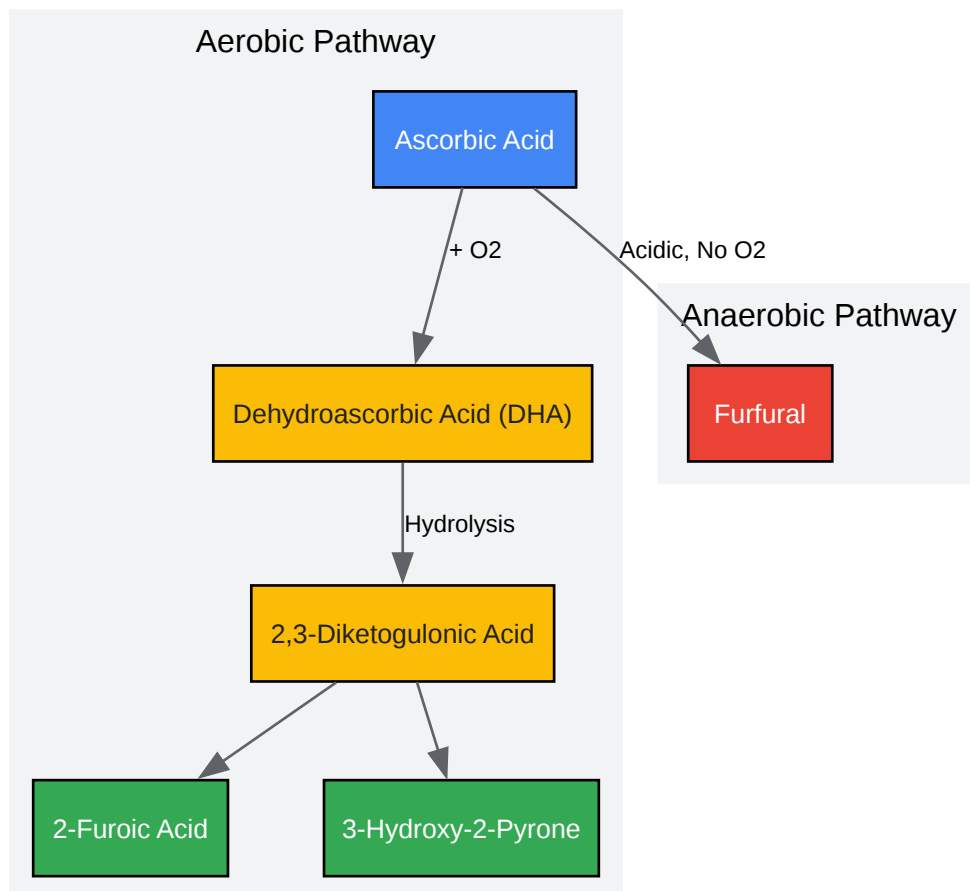 Aerobic Pathway
Ascorbic Acid
+ O2
Acidic, No O2
Anaerobic Pathway
Dehydroascorbic Acid (DHA)
Furfural
Hydrolysis
2,3-Diketogulonic Acid
2-Furoic Acid
3-Hydroxy-2-Pyrone